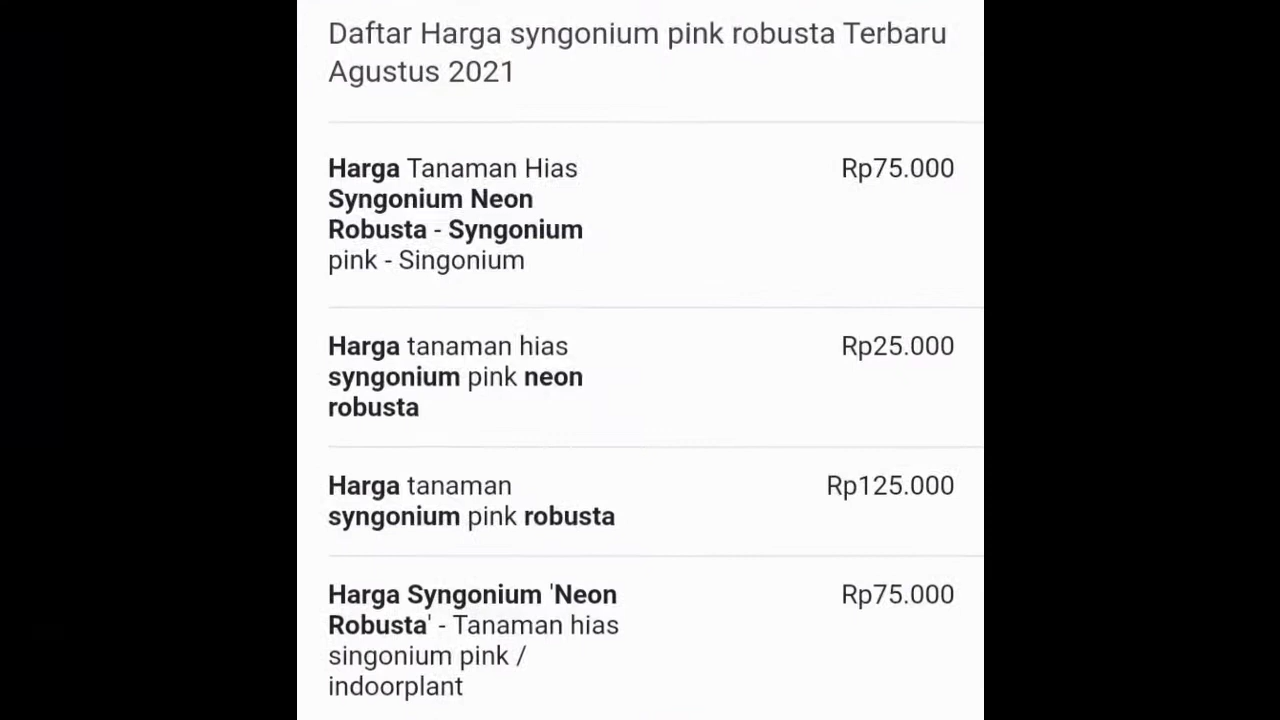 Daftar Harga syngonium pink robusta Terbaru
Agustus 2021
Harga Tanaman Hias
Syngonium Neon
Robusta - Syngonium
pink - Singonium
Rp75.000
Harga tanaman hias
syngonium pink neon
robusta
Rp25.000
Harga tanaman
syngonium pink robusta
Rp125.000
Harga Syngonium 'Neon
Robusta' - Tanaman hias
singonium pink /
indoorplant
Rp75.000